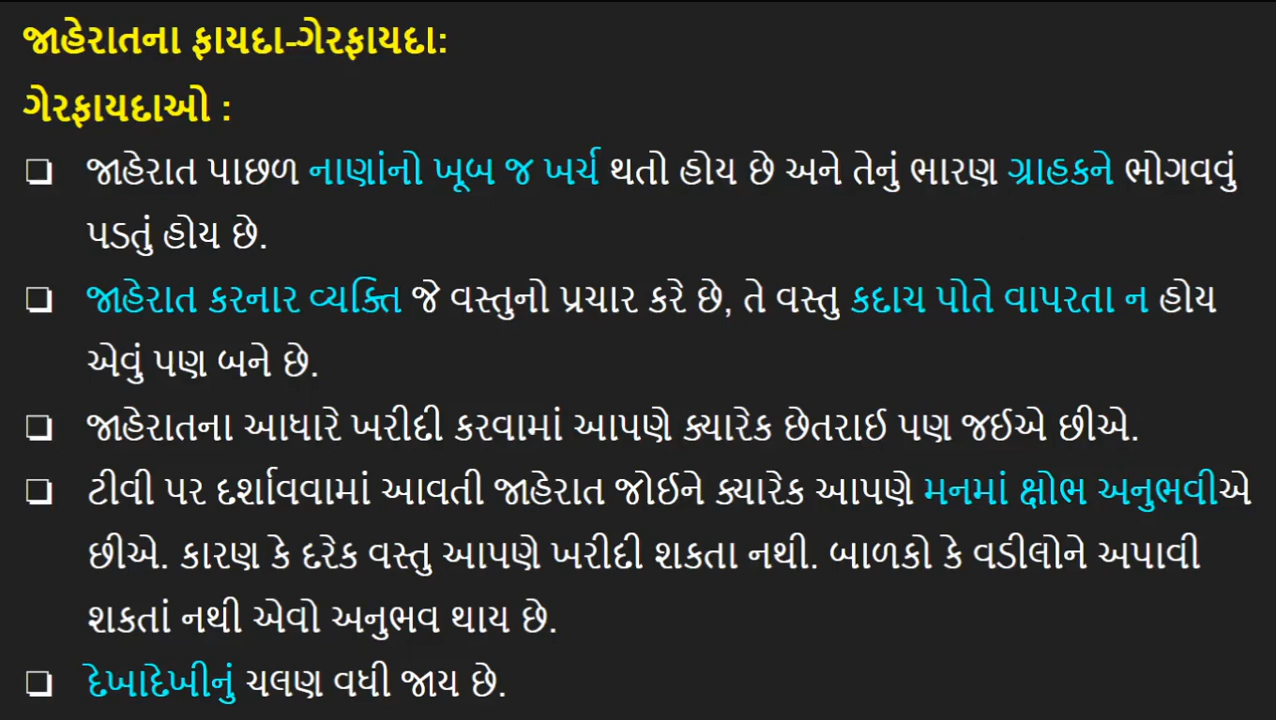 જાહેરાતના ફાયદા-ગેરફાયદા:
ગેરફાયદાઓ :
❑ જાહેરાત પાછળ નાણાંનો ખૂબ જ ખર્ચ થતો હોય છે અને તેનું ભારણ ગ્રાહકને ભોગવવું
પડતું હોય છે.
❑ જાહેરાત કરનાર વ્યક્તિ જે વસ્તુનો પ્રચાર કરે છે, તે વસ્તુ કદાચ પોતે વાપરતા ન હોય
એવું પણ બને છે.
❑ જાહેરાતના આધારે ખરીદી કરવામાં આપણે ક્યારેક છેતરાઈ પણ જઈએ છીએ.
❑ ટીવી પર દર્શાવવામાં આવતી જાહેરાત જોઈને ક્યારેક આપણે મનમાં ક્ષોભ અનુભવીએ
છીએ. કારણ કે દરેક વસ્તુ આપણે ખરીદી શકતા નથી. બાળકો કે વડીલોને અપાવી
શકતાં નથી એવો અનુભવ થાય છે.
❑ દેખાદેખીનું ચલણ વધી જાય છે.